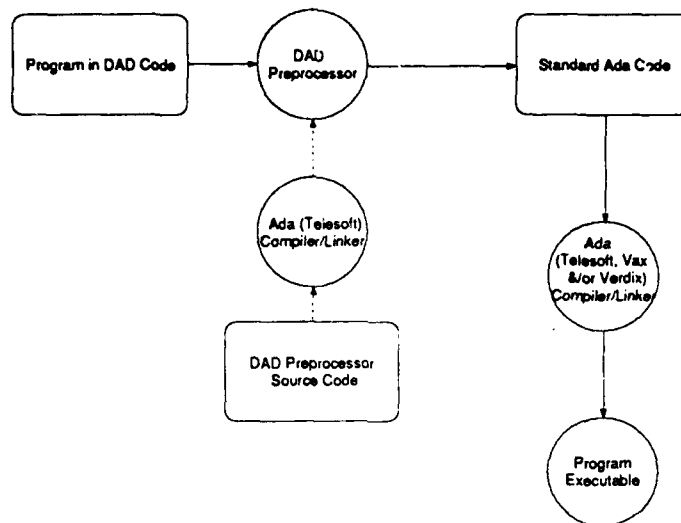 Program in DAD Code
DAD
Preprocessor
Standard Ada Code
Ada (Telesoft)
Compiler/Linker
Ada
(Telesoft, Vax
&/or Verdix)
Compiler/Linker
DAD Preprocessor
Source Code
Program
Executable